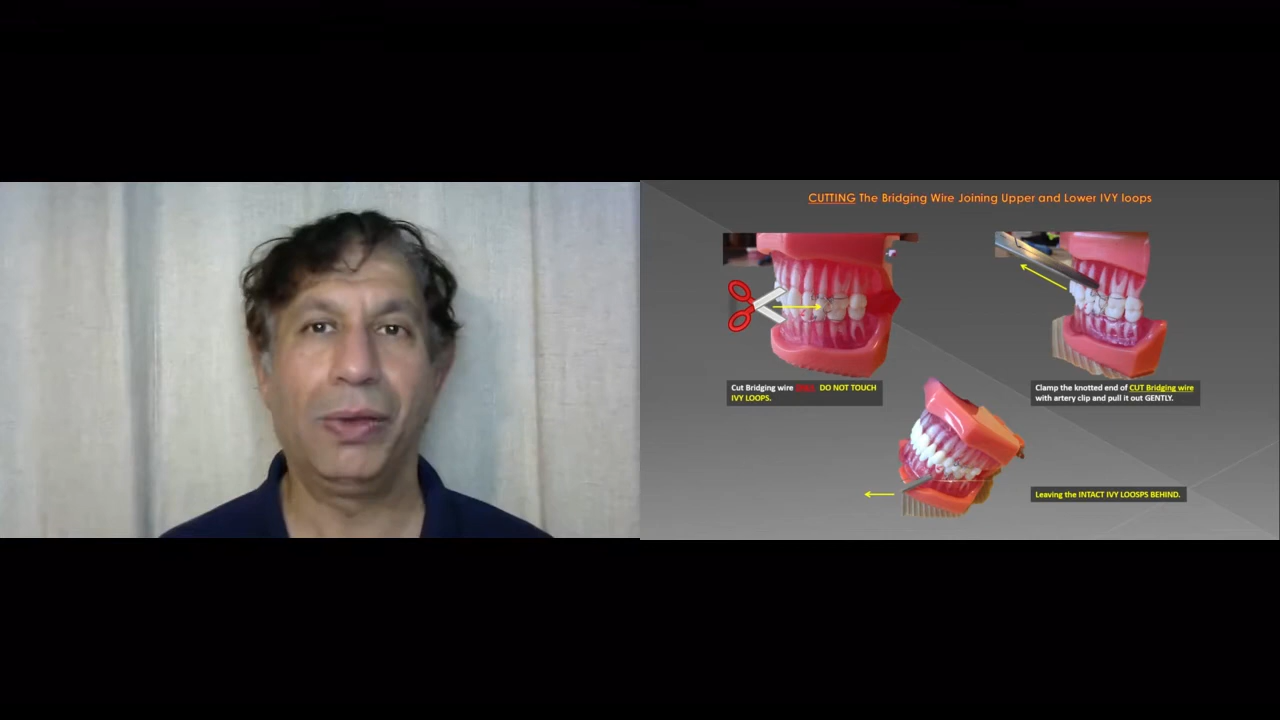 CUTTING The Bridging Wire Joining Upper and Lower IVY loops
Cut Bridging wire DO NOT TOUCH
IVY LOOPS.
Clamp the knotted end of CUT Bridging wire
with artery clip and pull it out GENTLY.
Leaving the INTACT IVY LOOSPS BEHIND.